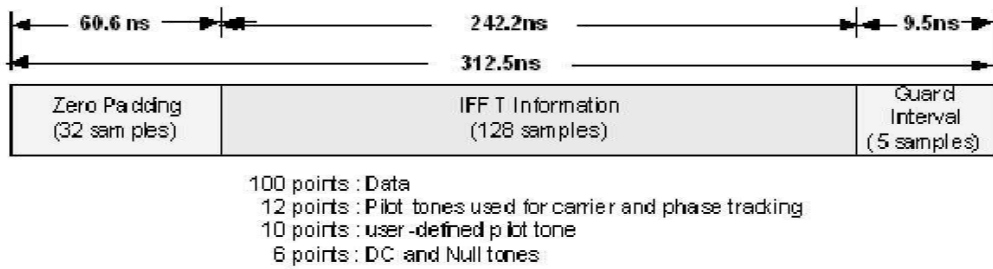 60.6 ns 242.2ns 9.5ns
312.5ns
Zero Padding
(32 samples)
IFFT Information
(128 samples)
Guard
Interval
(5 samples)
100 points : Data
12 points : Pilot tones used for carrier and phase tracking
10 points : user-defined pilot tone
6 points : DC and Null tones